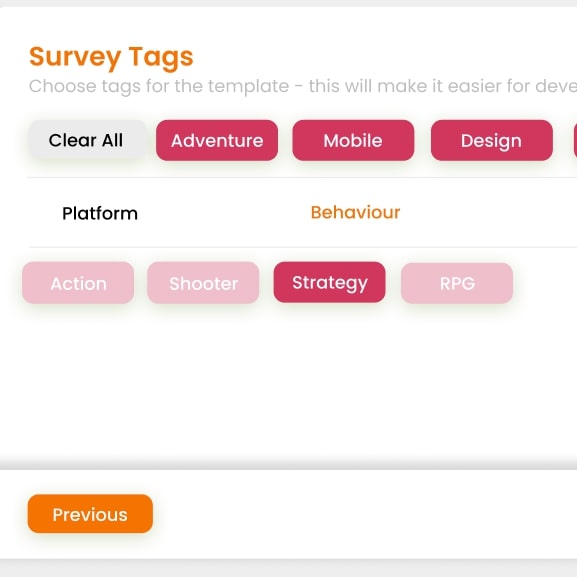 Survey Tags
Choose tags for the template - this will make it easier for deve
Clear All Adventure Mobile Design
Platform Behaviour
Action Shooter Strategy RPG
Previous